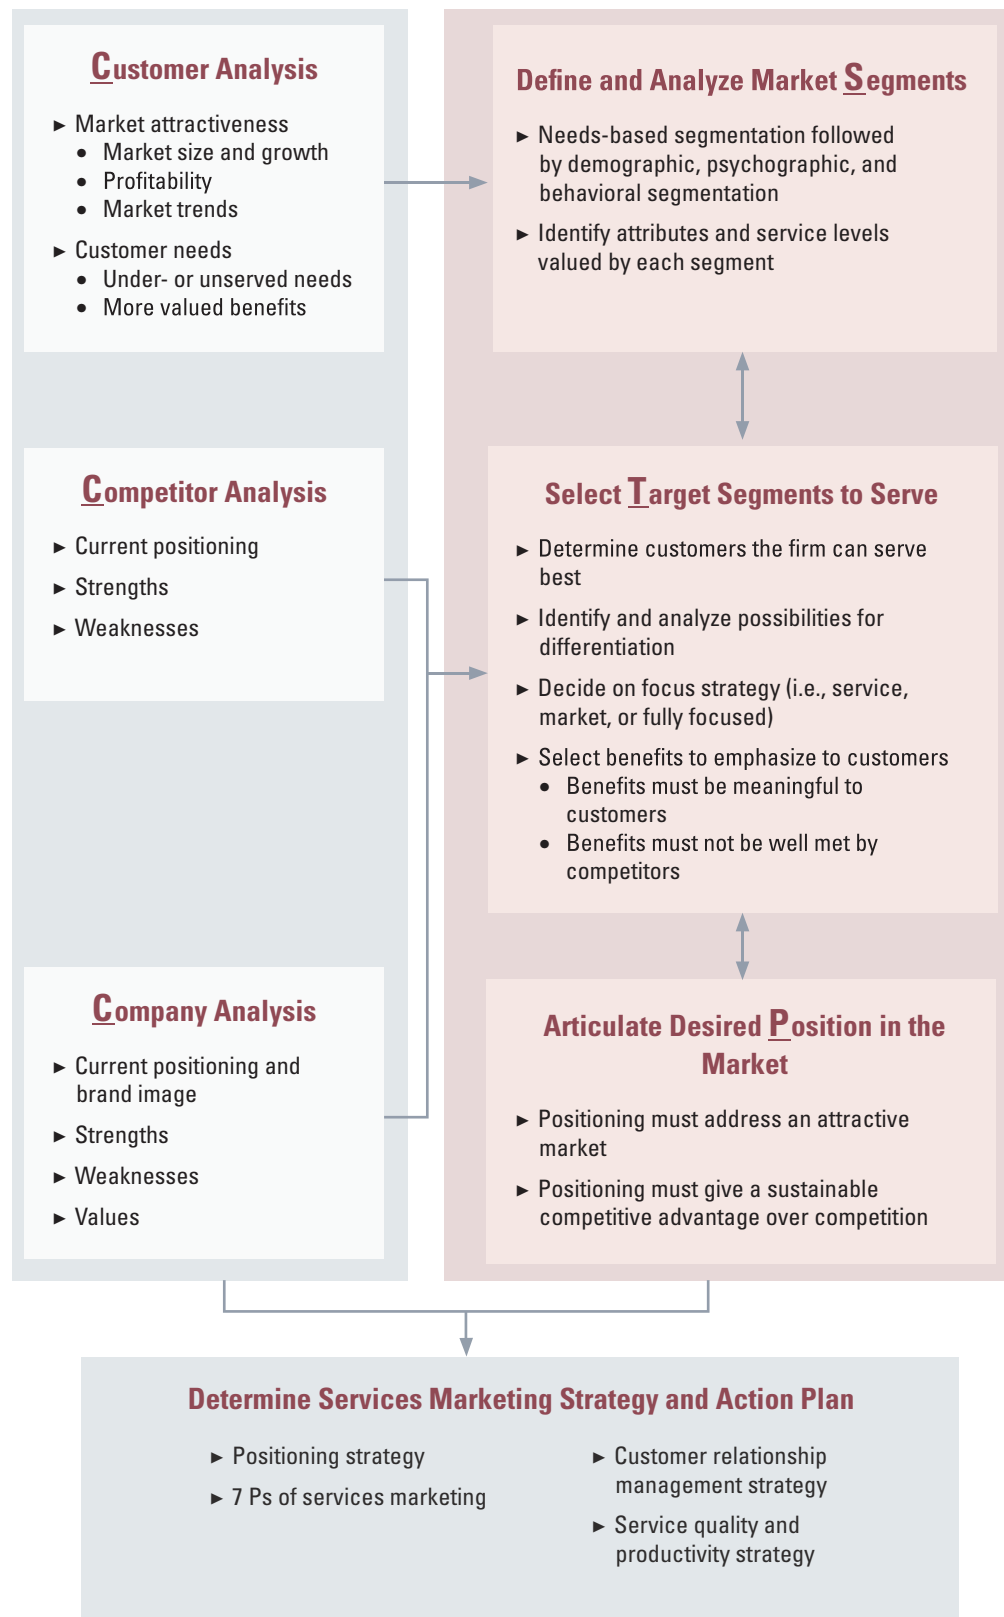 Customer Analysis
► Market attractiveness
• Market size and growth
• Profitability
• Market trends
► Customer needs
• Under- or unserved needs
• More valued benefits
Define and Analyze Market Segments
► Needs-based segmentation followed
by demographic, psychographic, and
behavioral segmentation
► Identify attributes and service levels
valued by each segment
Competitor Analysis
► Current positioning
► Strengths
► Weaknesses
Select Target Segments to Serve
► Determine customers the firm can serve
best
► Identify and analyze possibilities for
differentiation
► Decide on focus strategy (i.e., service,
market, or fully focused)
► Select benefits to emphasize to customers
• Benefits must be meaningful to
customers
• Benefits must not be well met by
competitors
Company Analysis
► Current positioning and
brand image
► Strengths
► Weaknesses
► Values
Articulate Desired Position in the
Market
► Positioning must address an attractive
market
► Positioning must give a sustainable
competitive advantage over competition
Determine Services Marketing Strategy and Action Plan
► Positioning strategy
► 7 Ps of services marketing
► Customer relationship
management strategy
► Service quality and
productivity strategy